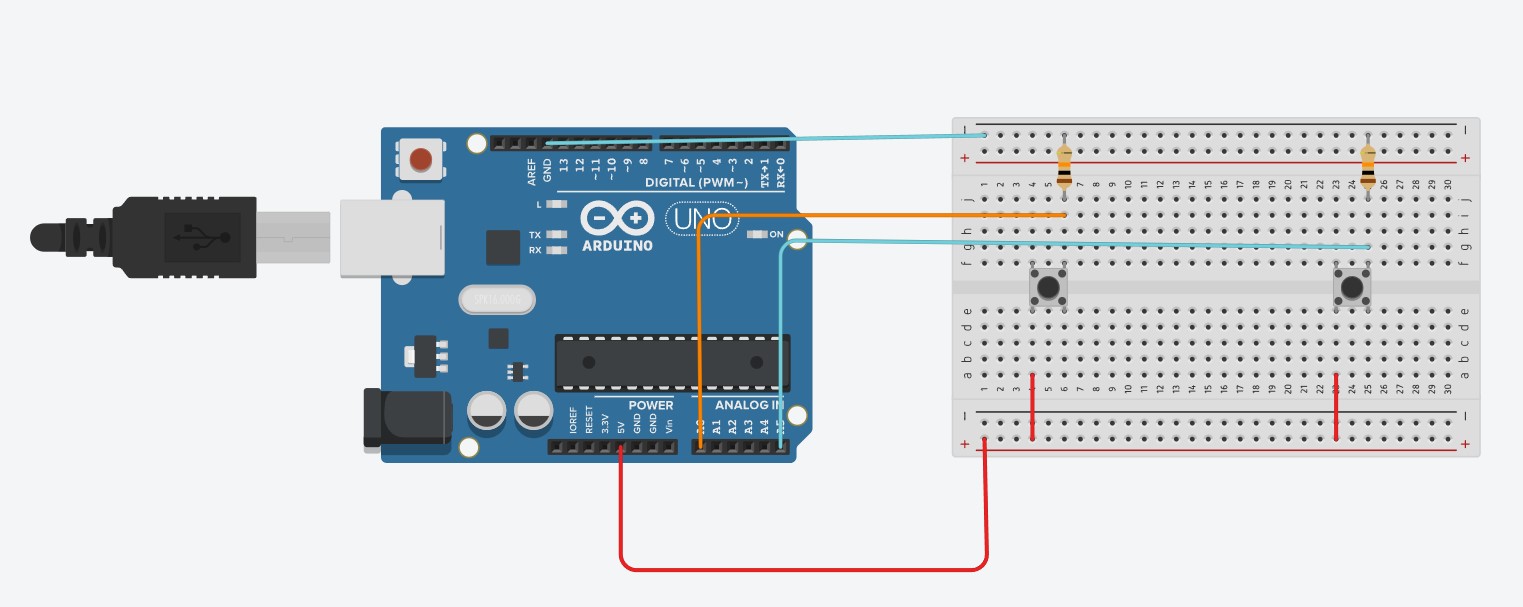 AREF
GND
13
12
~11
~10
~9
8
7
~6
~5
4
~3
2
TX→1
RX←0
DIGITAL (PWM~)
L
TX
RX
ARDUINO
UNO
ON
POWER
ANALOG IN
IOREF
RESET
3.3V
5V
GND
GND
Vin
A0
A1
A2
A3
A4
A5
− −
+ +
1 2 3 4 5 6 7 8 9 10 11 12 13 14 15 16 17 18 19 20 21 22 23 24 25 26 27 28 29 30
j j
i i
h h
g g
f f
e e
d d
c c
b b
a a
1 2 3 4 5 6 7 8 9 10 11 12 13 14 15 16 17 18 19 20 21 22 23 24 25 26 27 28 29 30
− −
+ +